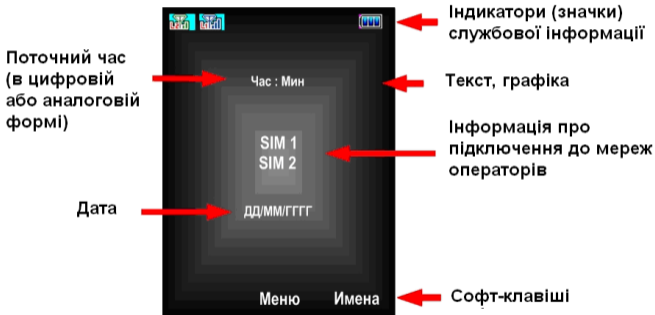 Індикатори (значки)
службової інформації
Поточний час
(в цифровій
або аналоговій
формі)
Час : Мин
Текст, графіка
SIM 1
SIM 2
Інформація про
підключення до мереж
операторів
Дата
ДД/ММ/ГГГГ
Меню Имена
Софт-клавіші